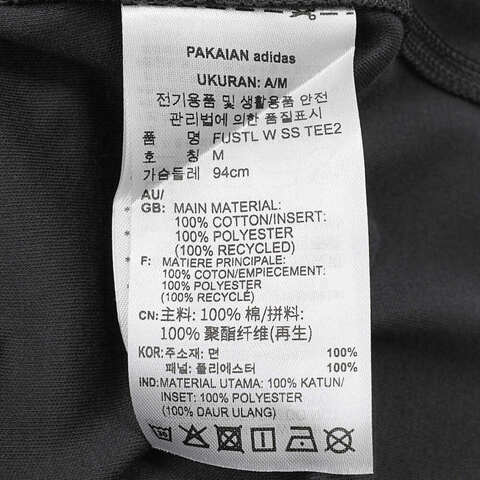 PAKAIAN adidas
UKURAN: A/M
전기용품 및 생활용품 안전
관리법에 의한 품질표시
품 명 FUSTL W SS TEE2
호 칭 M
가슴둘레 94cm
AU/
GB: MAIN MATERIAL:
100% COTTON/INSERT:
100% POLYESTER
(100% RECYCLED)
F: MATIERE PRINCIPALE:
100% COTON/EMPIECEMENT:
100% POLYESTER
(100% RECYCLÉ)
CN: 主料: 100% 棉/拼料:
100% 聚酯纤维(再生)
KOR: 주소재: 면 100%
패널: 폴리에스터 100%
IND: MATERIAL UTAMA: 100% KATUN/
INSET: 100% POLYESTER
(100% DAUR ULANG)